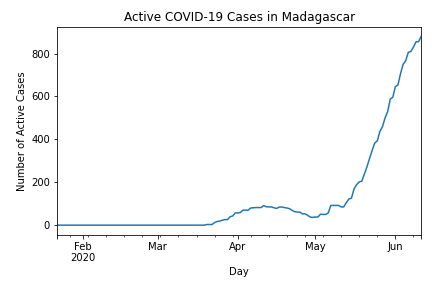 Active COVID-19 Cases in Madagascar
Number of Active Cases
800
600
400
200
0
Feb
2020
Mar
Apr
May
Jun
Day